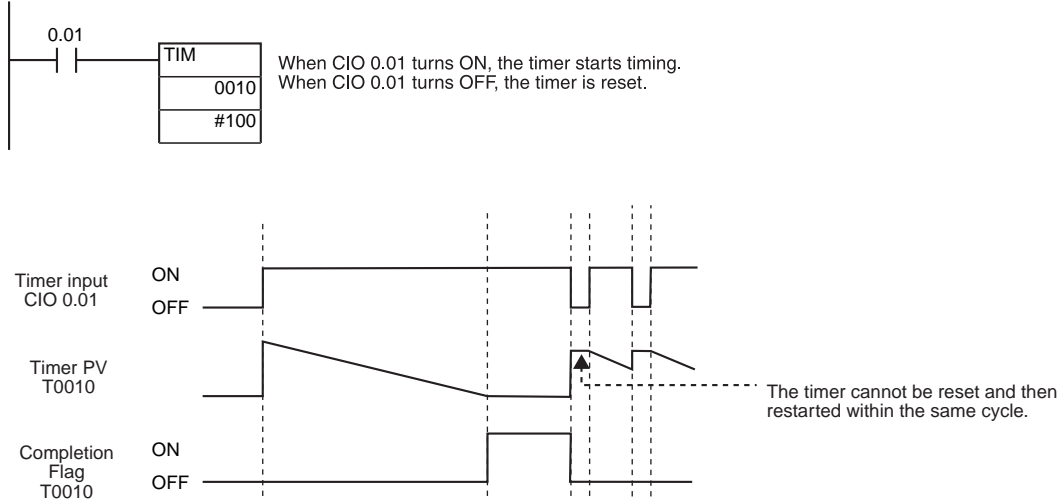 0.01
TIM
0010
#100
When CIO 0.01 turns ON, the timer starts timing.
When CIO 0.01 turns OFF, the timer is reset.
Timer input
CIO 0.01
ON
OFF
Timer PV
T0010
The timer cannot be reset and then
restarted within the same cycle.
Completion
Flag
T0010
ON
OFF